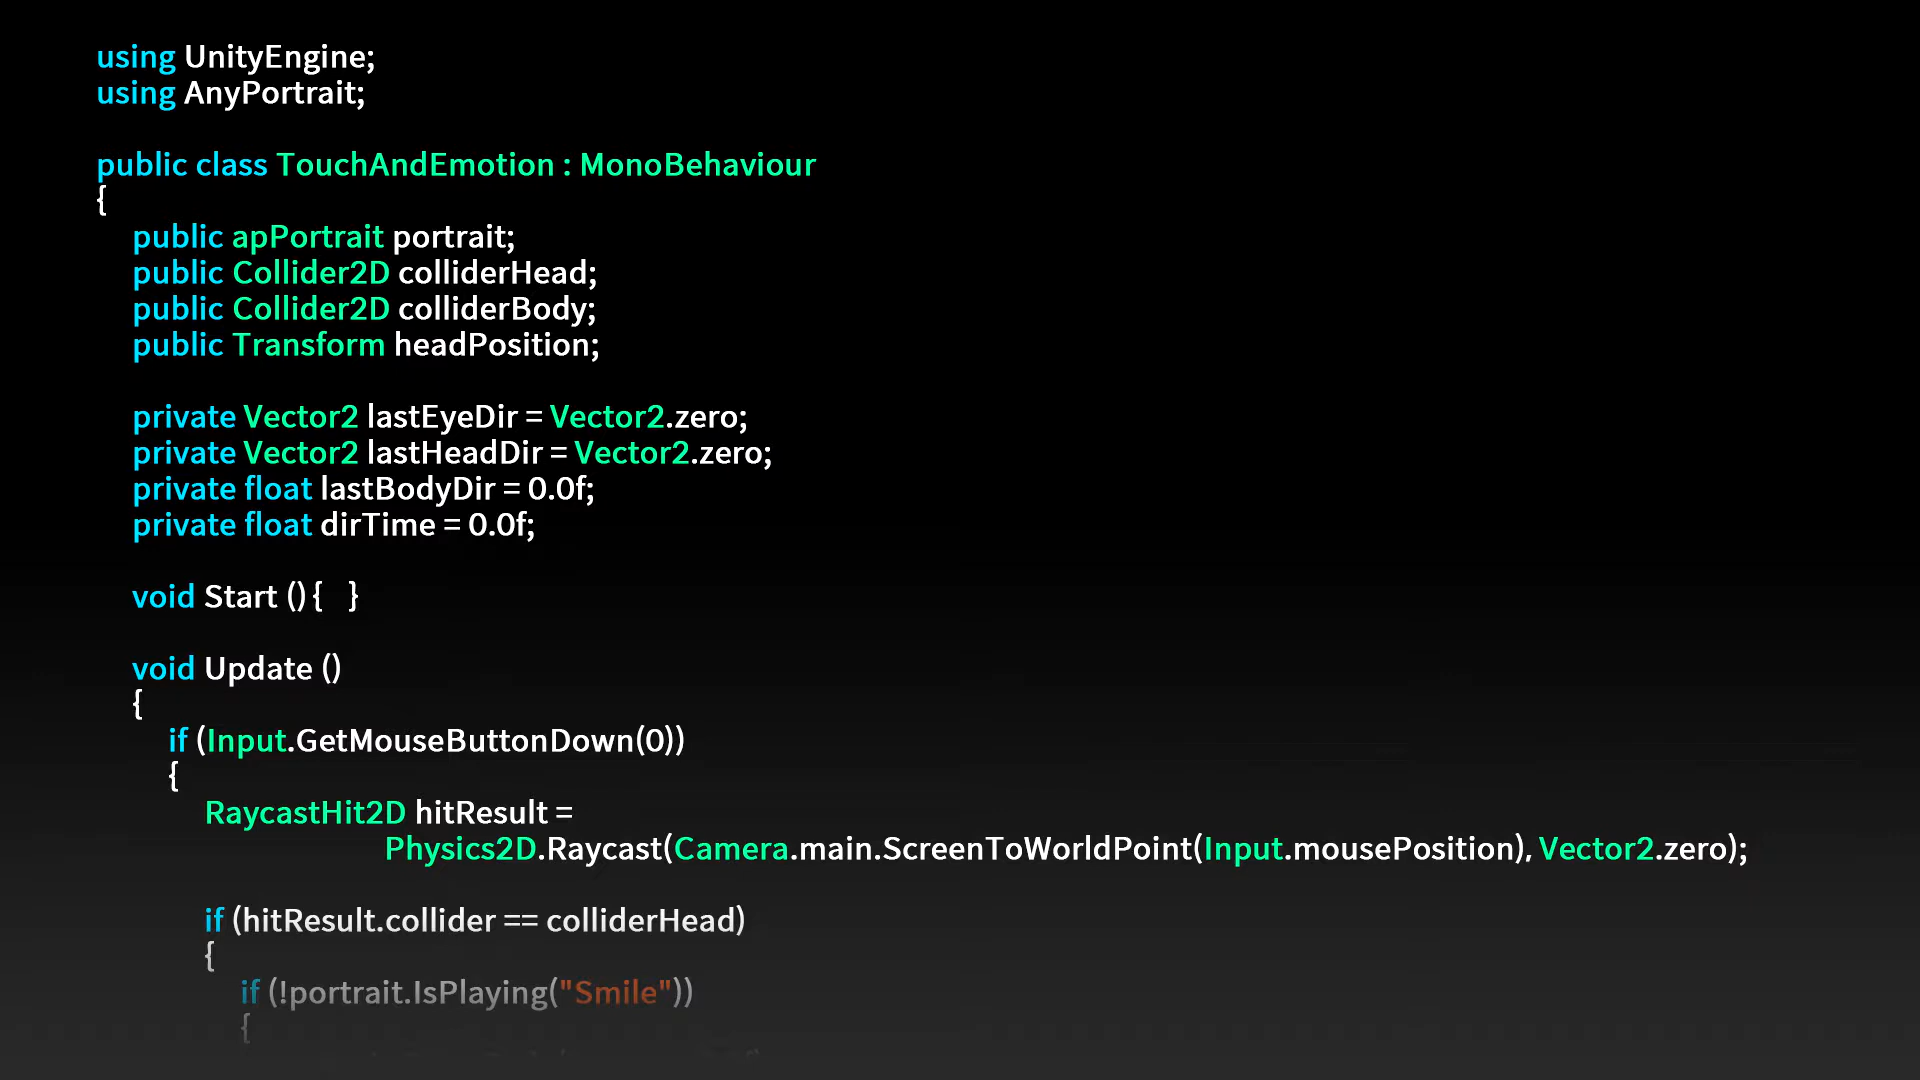 using UnityEngine;
using AnyPortrait;
public class TouchAndEmotion : MonoBehaviour
{
public apPortrait portrait;
public Collider2D colliderHead;
public Collider2D colliderBody;
public Transform headPosition;
private Vector2 lastEyeDir = Vector2.zero;
private Vector2 lastHeadDir = Vector2.zero;
private float lastBodyDir = 0.0f;
private float dirTime = 0.0f;
void Start () { }
void Update ()
{
if (Input.GetMouseButtonDown(0))
{
RaycastHit2D hitResult =
Physics2D.Raycast(Camera.main.ScreenToWorldPoint(Input.mousePosition), Vector2.zero);
if (hitResult.collider == colliderHead)
{
if (!portrait.IsPlaying("Smile"))
{